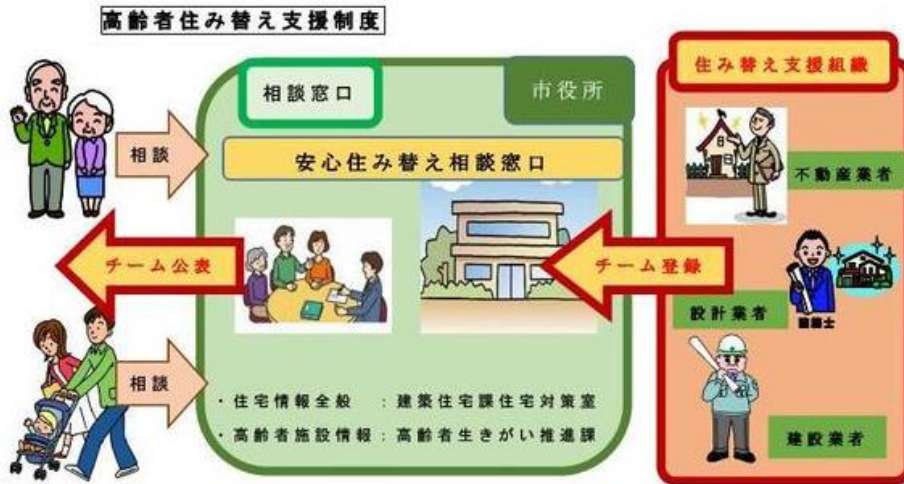 高齢者住み替え支援制度
相談窓口
市役所
住み替え支援組織
相談
安心住み替え相談窓口
不動産業者
チーム公表
チーム登録
設計業者
建築士
相談
・住宅情報全般 : 建築住宅課住宅対策室
・高齢者施設情報 : 高齢者生きがい推進課
建設業者